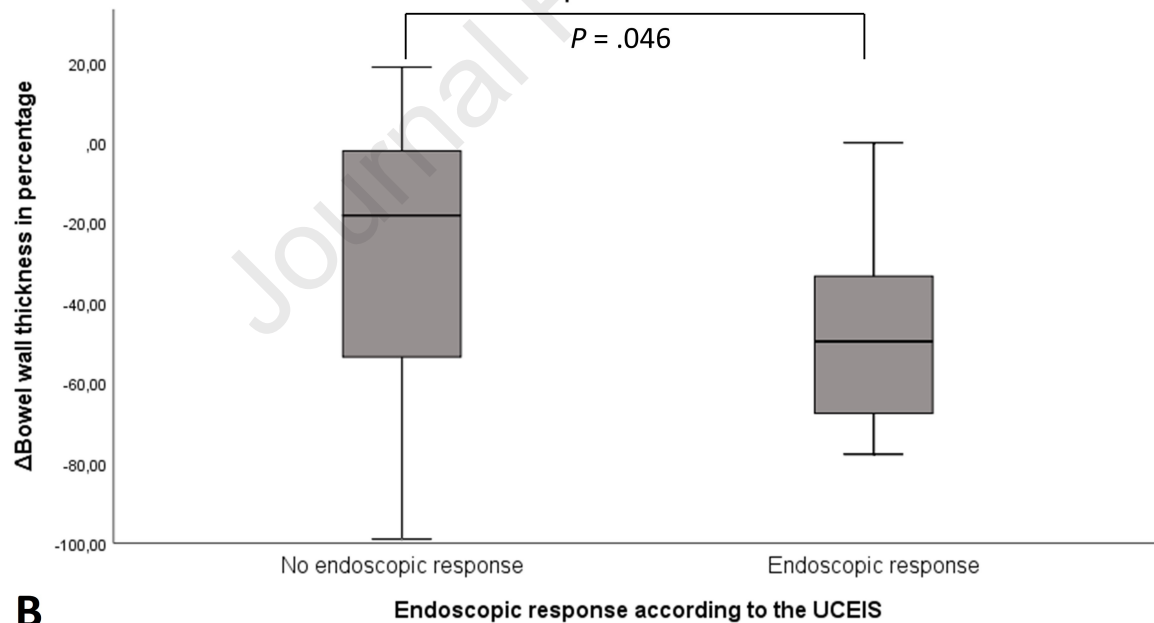 P = .046
20,00
,00
-20,00
-40,00
-60,00
-80,00
-100,00
ΔBowel wall thickness in percentage
No endoscopic response
Endoscopic response
Endoscopic response according to the UCEIS
B
Journal